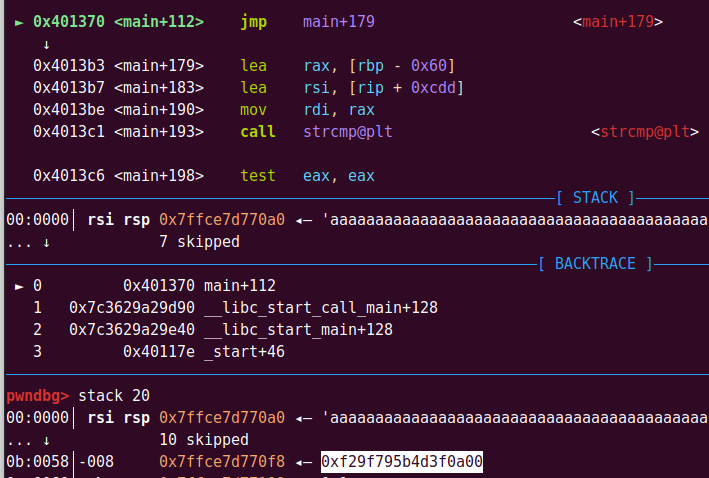 ► 0x401370 <main+112>    jmp    main+179                      <main+179>
↓
0x4013b3 <main+179>    lea    rax, [rbp - 0x60]
0x4013b7 <main+183>    lea    rsi, [rip + 0xcdd]
0x4013be <main+190>    mov    rdi, rax
0x4013c1 <main+193>    call   strcmp@plt                      <strcmp@plt>
0x4013c6 <main+198>    test   eax, eax
[ STACK ]
00:0000│ rsi rsp 0x7ffce7d770a0 ◂— 'aaaaaaaaaaaaaaaaaaaaaaaaaaaaaaaaaaaaaaaaaa
... ↓            7 skipped
[ BACKTRACE ]
► 0         0x401370 main+112
1   0x7c3629a29d90 __libc_start_call_main+128
2   0x7c3629a29e40 __libc_start_main+128
3         0x40117e _start+46
pwndbg> stack 20
00:0000│ rsi rsp 0x7ffce7d770a0 ◂— 'aaaaaaaaaaaaaaaaaaaaaaaaaaaaaaaaaaaaaaaaaa
... ↓            10 skipped
0b:0058│-008     0x7ffce7d770f8 ◂— 0xf29f795b4d3f0a00